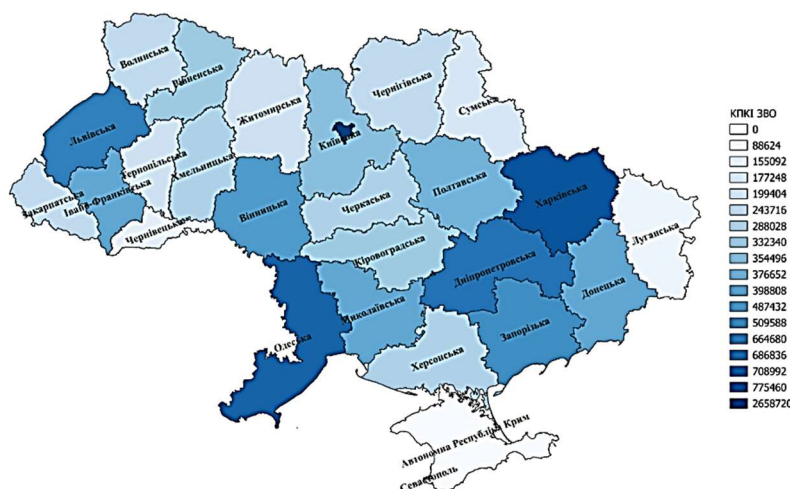 Волинська
Рівненська
Житомирська
Чернігівська
Сумська
Львівська
Київська
Тернопільська
Хмельницька
Полтавська
Харківська
Закарпатська
Івано-Франківська
Вінницька
Черкаська
Луганська
Чернівецька
Кіровоградська
Дніпропетровська
Донецька
Миколаївська
Запорізька
Одеська
Херсонська
Автономна Республіка Крим
Севастополь
КПКІ ЗВО
0
88624
155092
177248
199404
243716
288028
332340
354496
376652
398808
487432
509588
664680
686836
708992
775460
2658720